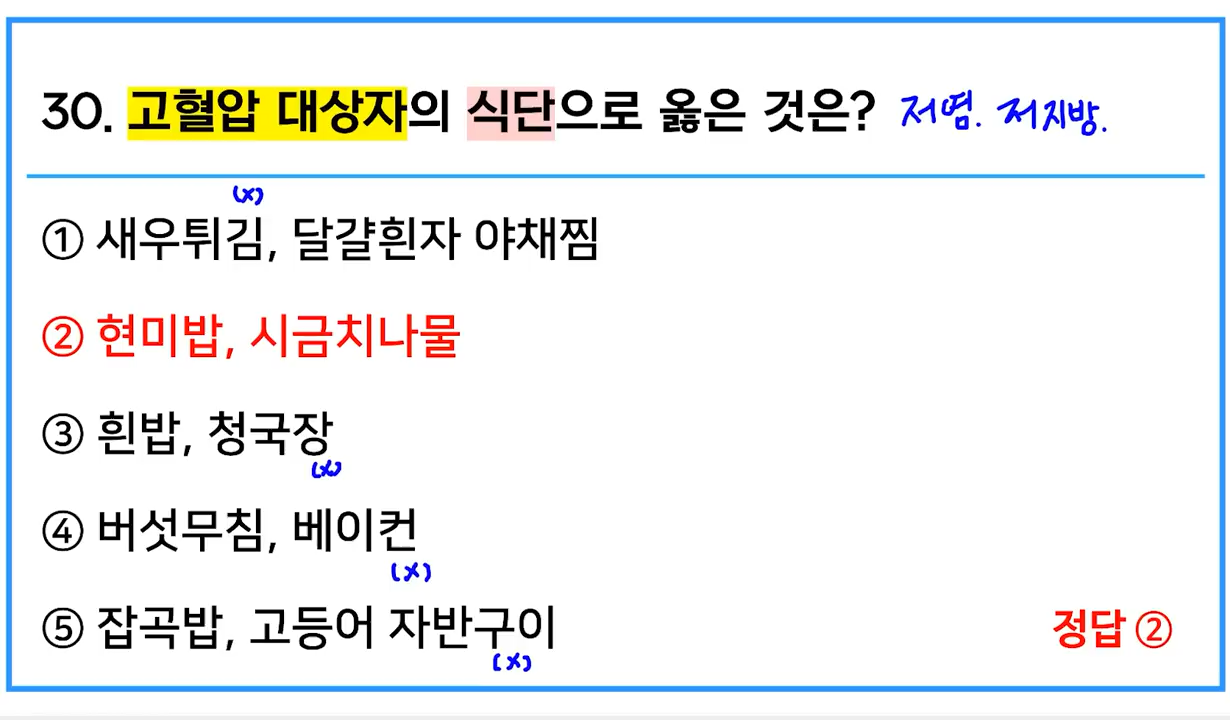 30. 고혈압 대상자의 식단으로 옳은 것은? 저염. 저지방.
(x)
① 새우튀김, 달걀흰자 야채찜
② 현미밥, 시금치나물
③ 흰밥, 청국장
(x)
④ 버섯무침, 베이컨
(x)
⑤ 잡곡밥, 고등어 자반구이
(x)
정답 ②